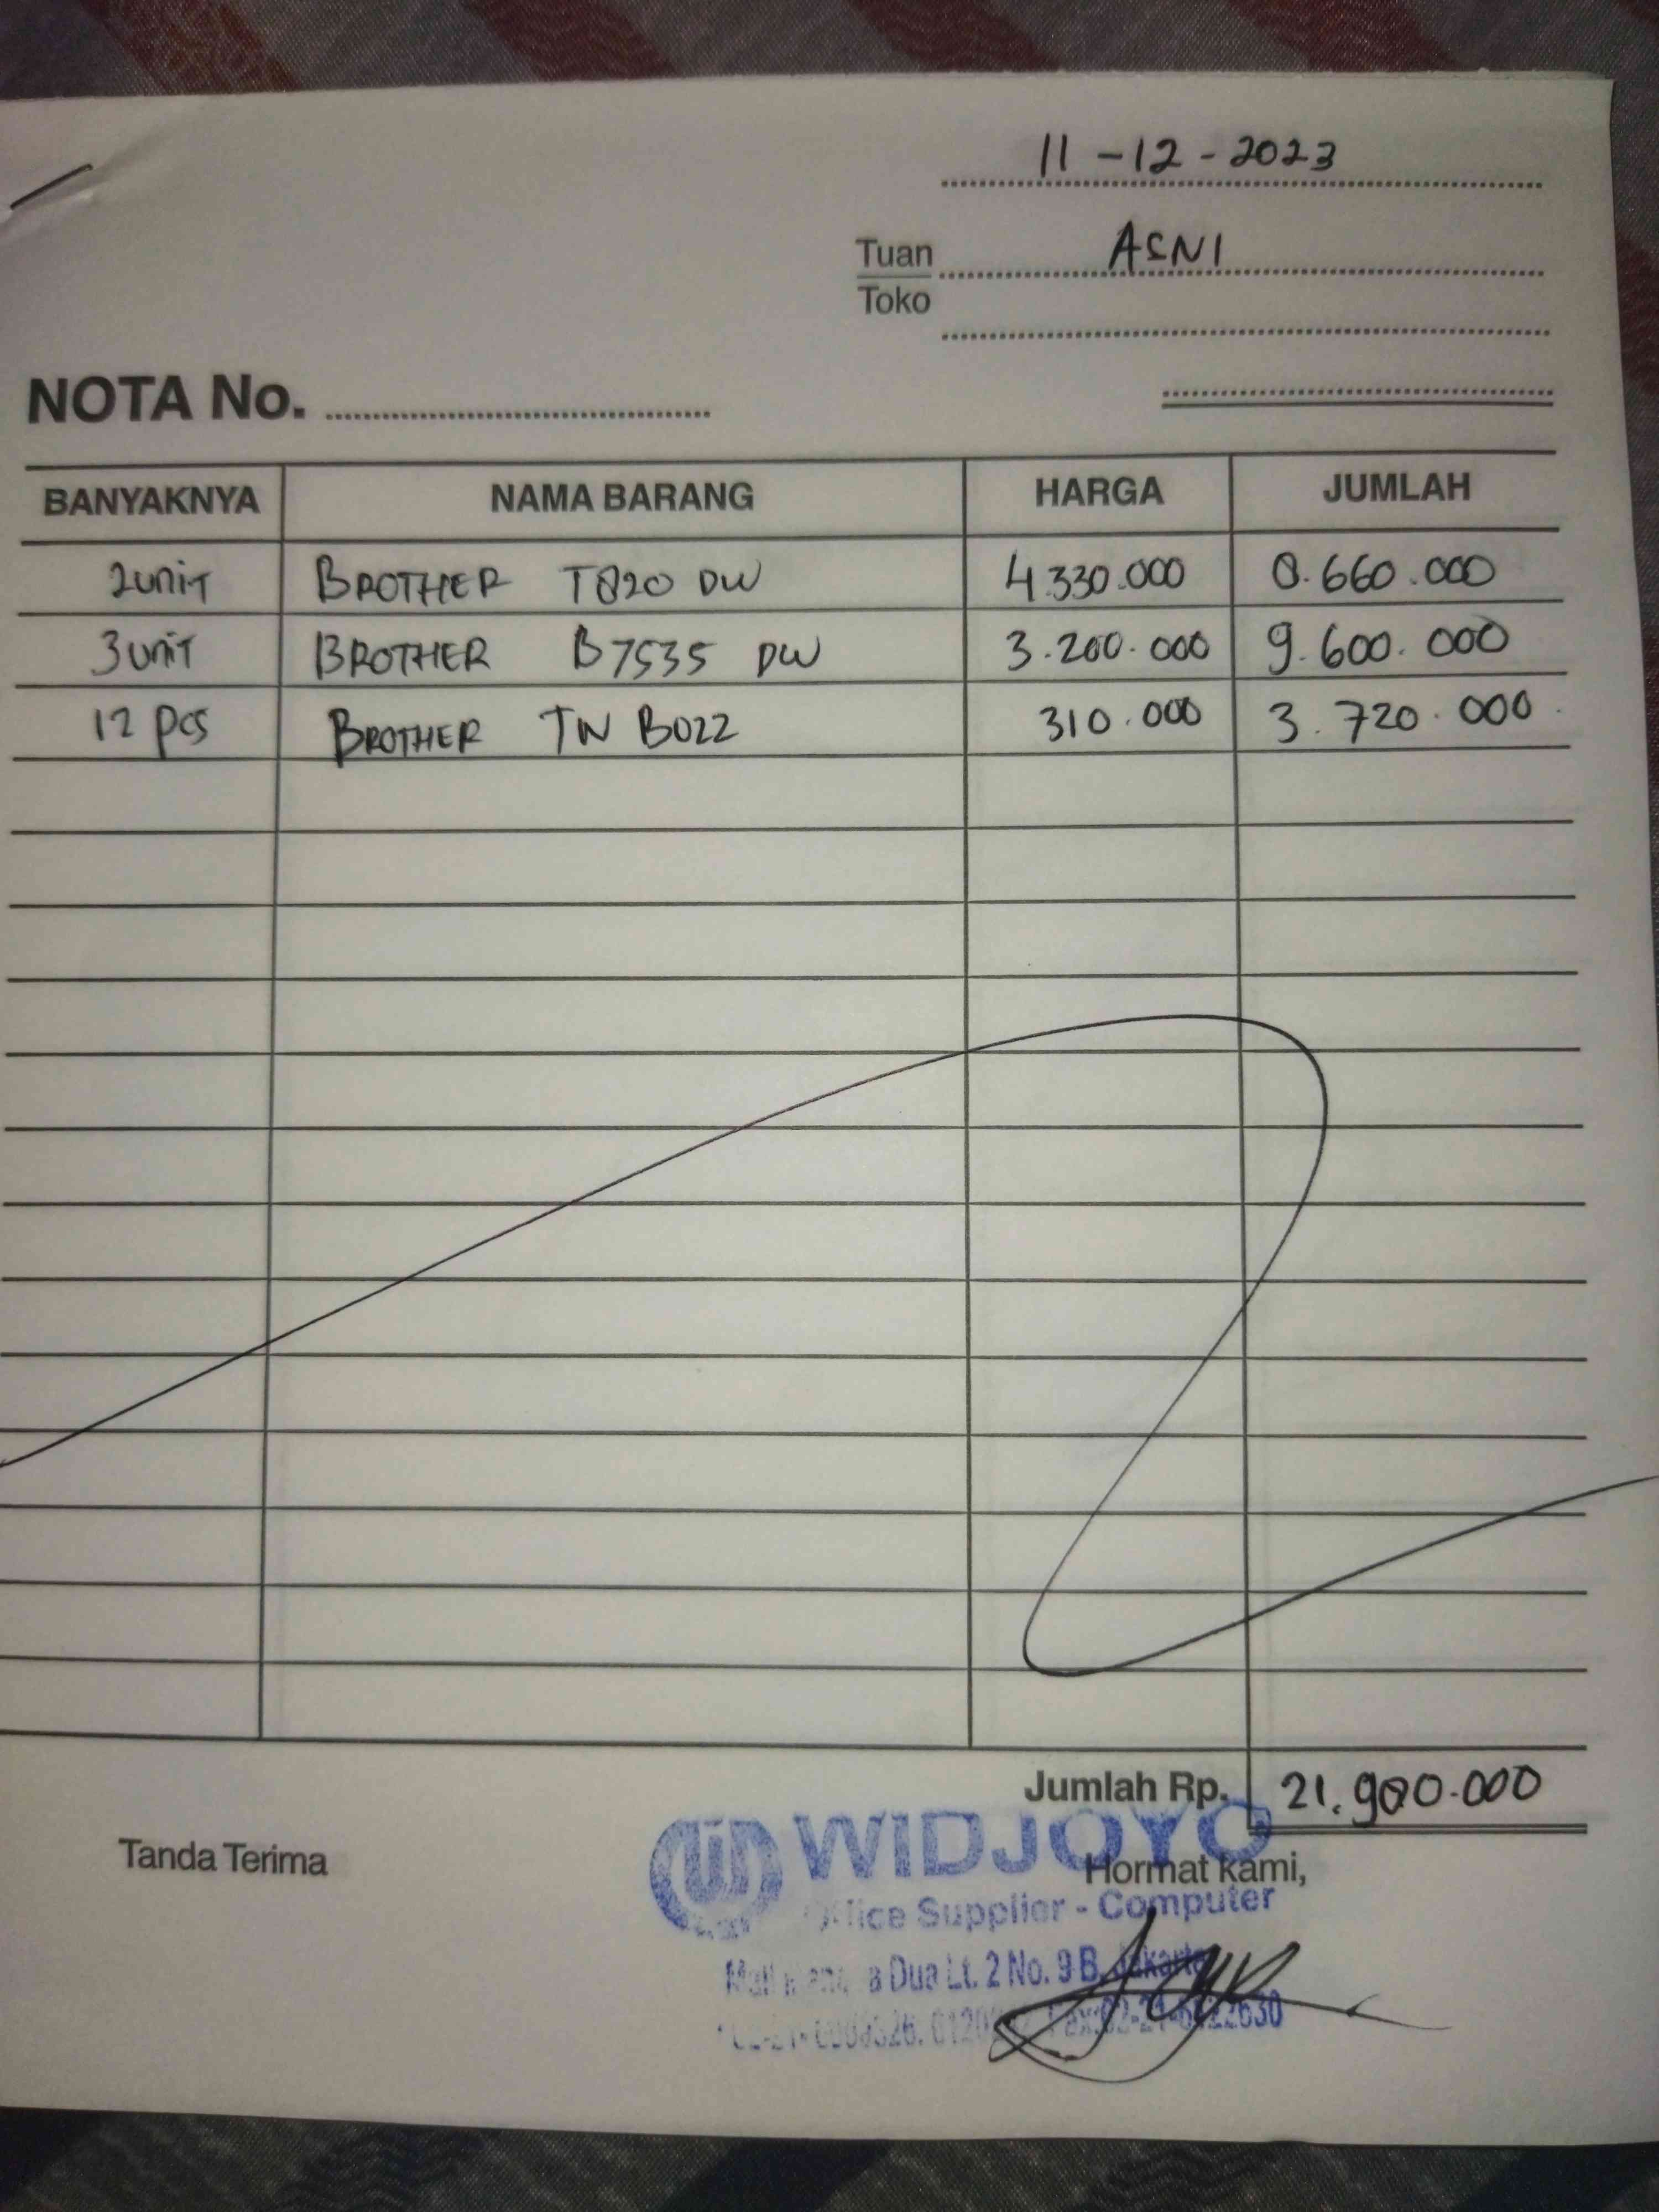 11-12-2023
Tuan ASNI
Toko
NOTA No.
BANYAKNYA NAMA BARANG HARGA JUMLAH
2unit BROTHER T820 DW 4.330.000 8.660.000
3unit BROTHER B7535 DW 3.200.000 9.600.000
12 pcs BROTHER TN B022 310.000 3.720.000
Jumlah Rp. 21.980.000
Tanda Terima
WIDJOYO
Hormat kami,
Office Supplier - Computer
Mall Dua Lt. 2 No. 9 B, Jakarta